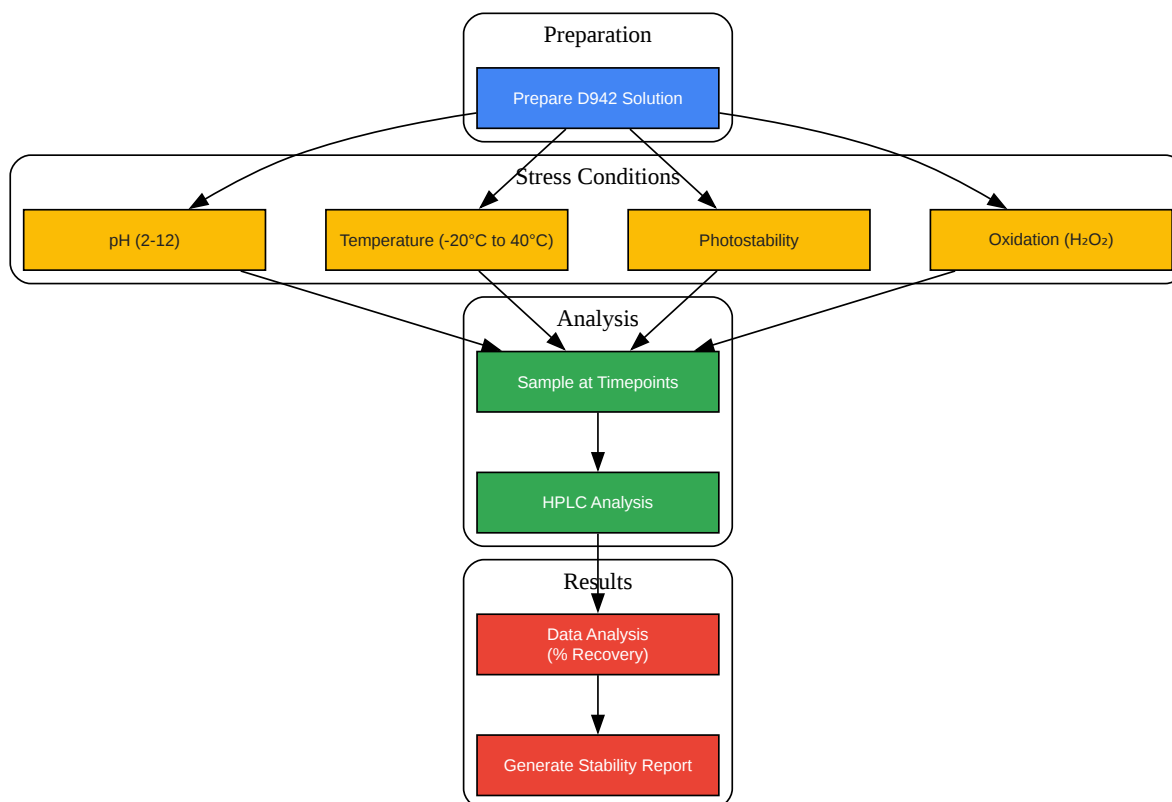 Preparation
Prepare D942 Solution
Stress Conditions
pH (2-12)
Temperature (-20°C to 40°C)
Photostability
Oxidation (H₂O₂)
Analysis
Sample at Timepoints
HPLC Analysis
Results
Data Analysis
(% Recovery)
Generate Stability Report